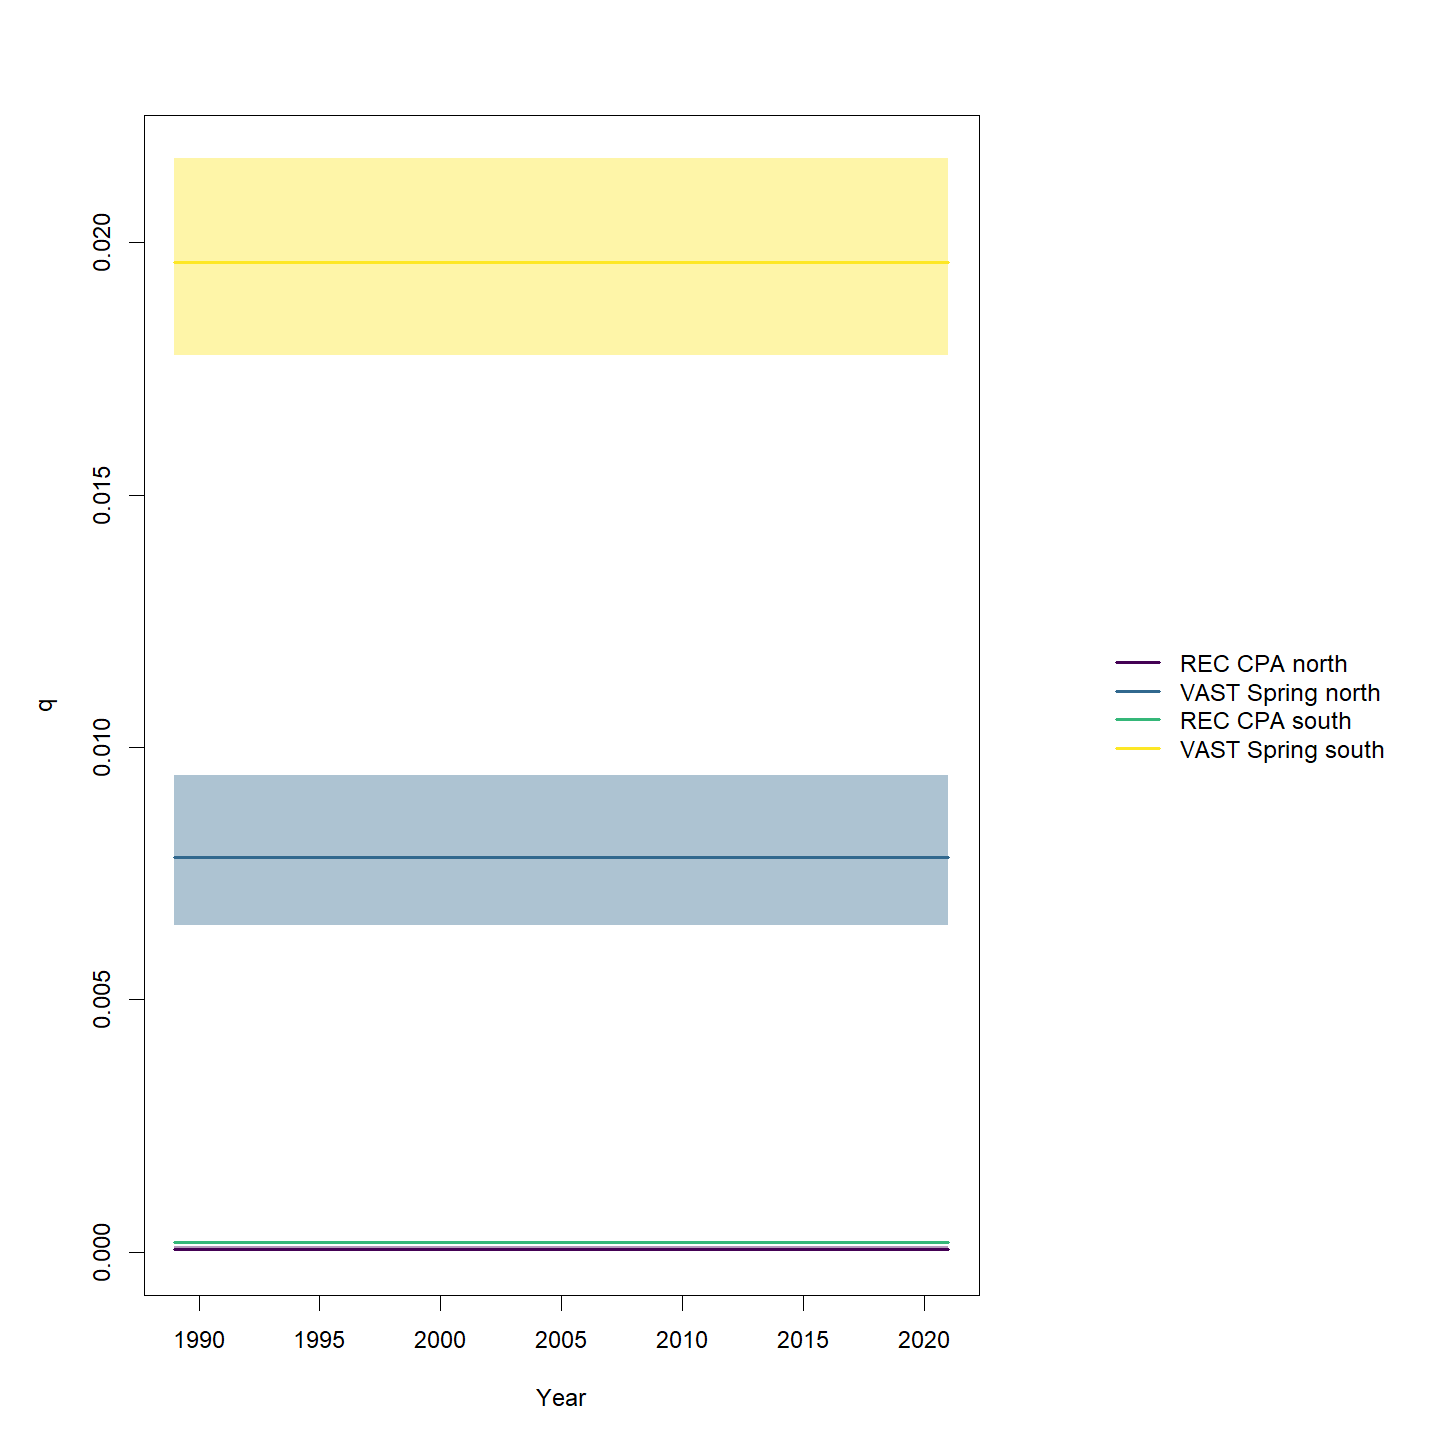 0.020
0.015
0.010
0.005
0.000
q
1990 1995 2000 2005 2010 2015 2020
Year
REC CPA north
VAST Spring north
REC CPA south
VAST Spring south